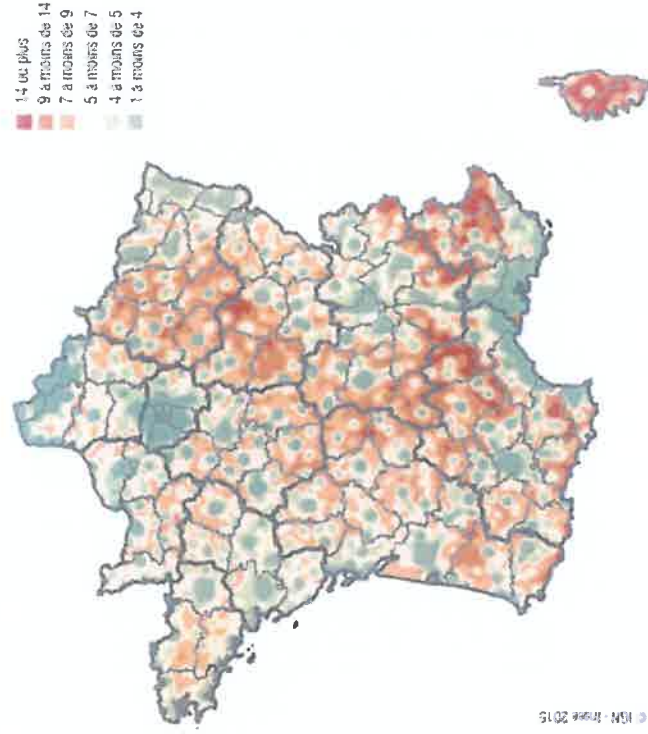 14 ou plus
9 à moins de 14
7 à moins de 9
5 à moins de 7
4 à moins de 5
1 à moins de 4
© IGN - Insee 2015